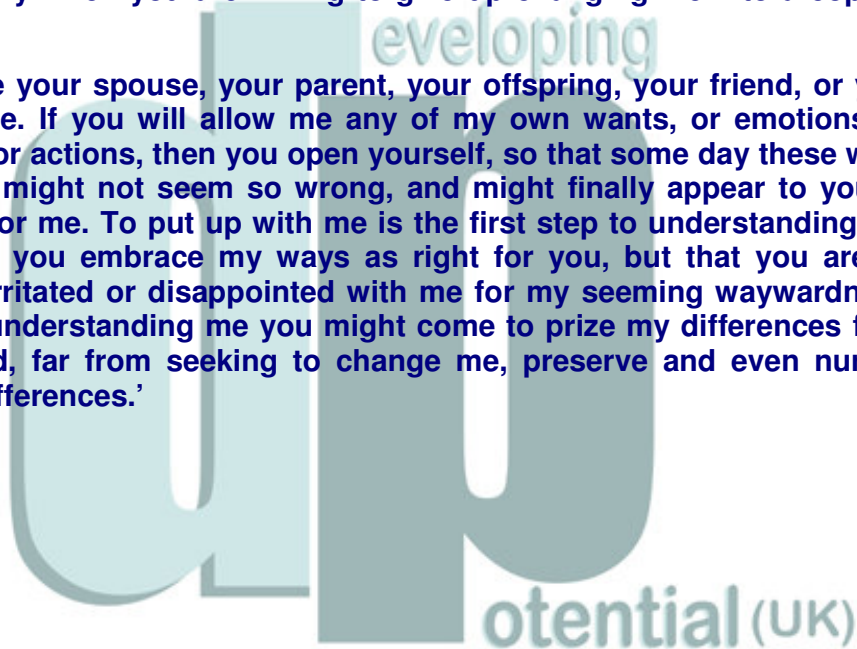 eveloping
e your spouse, your parent, your offspring, your friend, or y
e. If you will allow me any of my own wants, or emotions
or actions, then you open yourself, so that some day these w
might not seem so wrong, and might finally appear to you
or me. To put up with me is the first step to understanding
you embrace my ways as right for you, but that you are
rritated or disappointed with me for my seeming waywardn
understanding me you might come to prize my differences f
d, far from seeking to change me, preserve and even nur
fferences.’
dp
otential (UK)